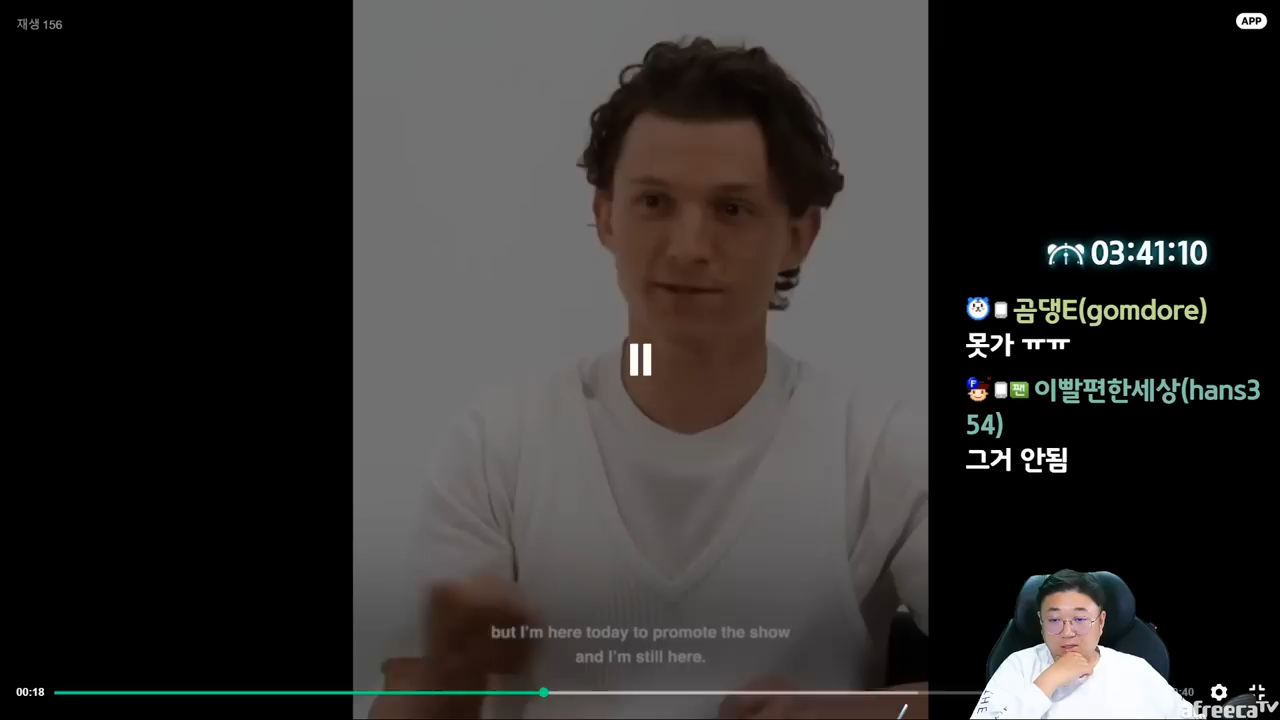 재생 156
APP
03:41:10
곰댕E(gomdore)
못가 ㅠㅠ
팬 이빨편한세상(hans3
54)
그거 안됨
but I'm here today to promote the show
and I'm still here.
00:18
:40
afreecaTV